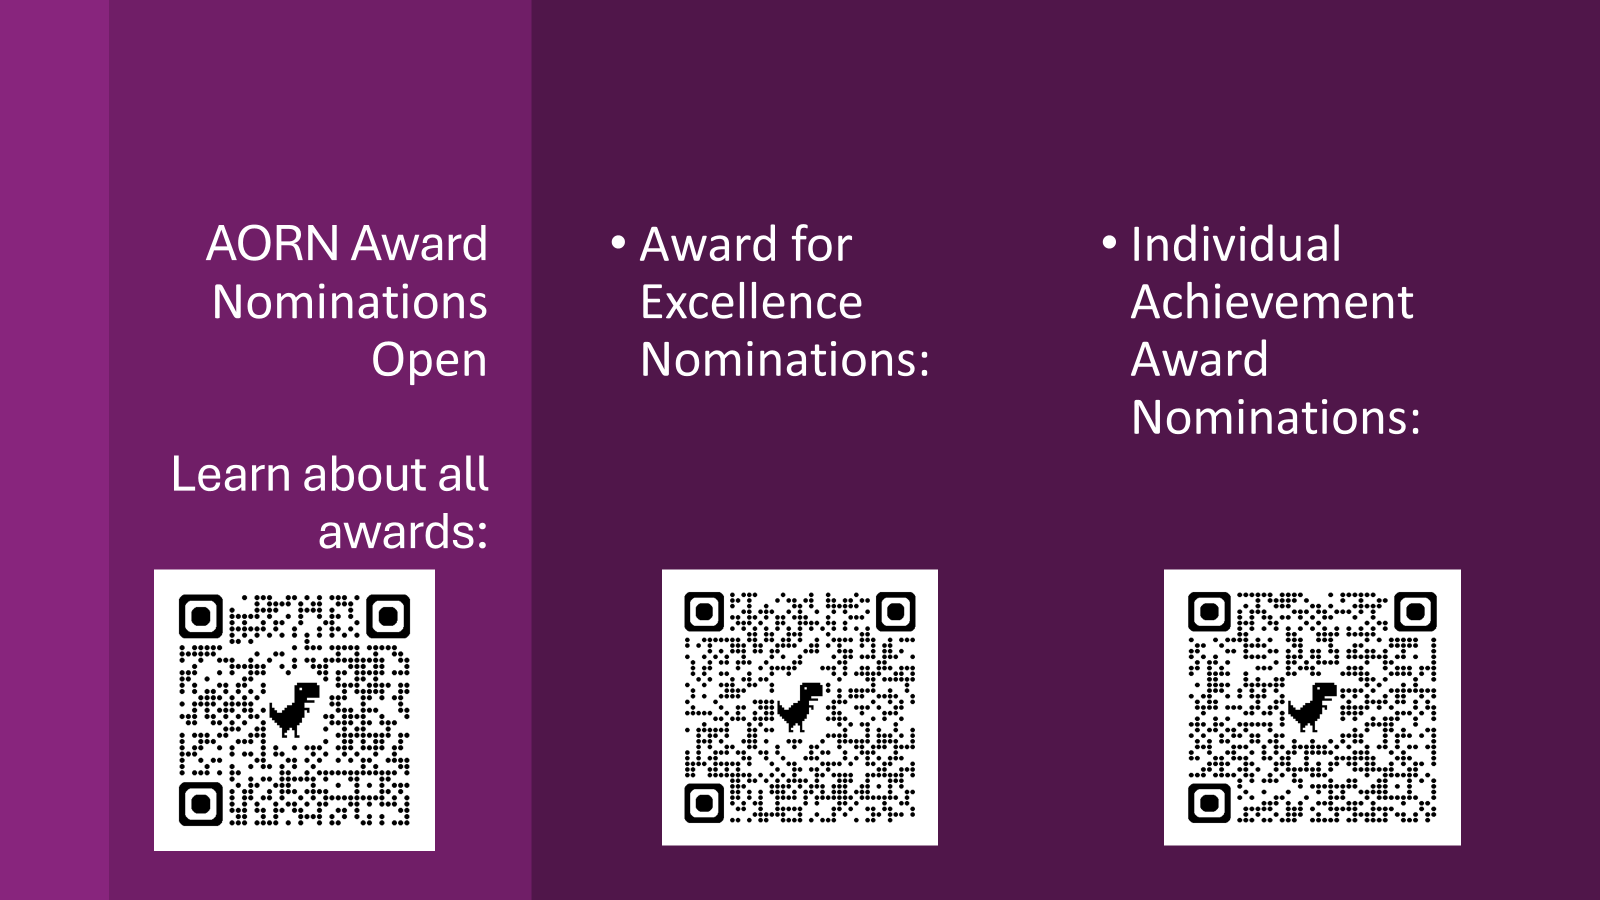 AORN Award
Nominations
Open
Learn about all
awards:
• Award for
Excellence
Nominations:
• Individual
Achievement
Award
Nominations: